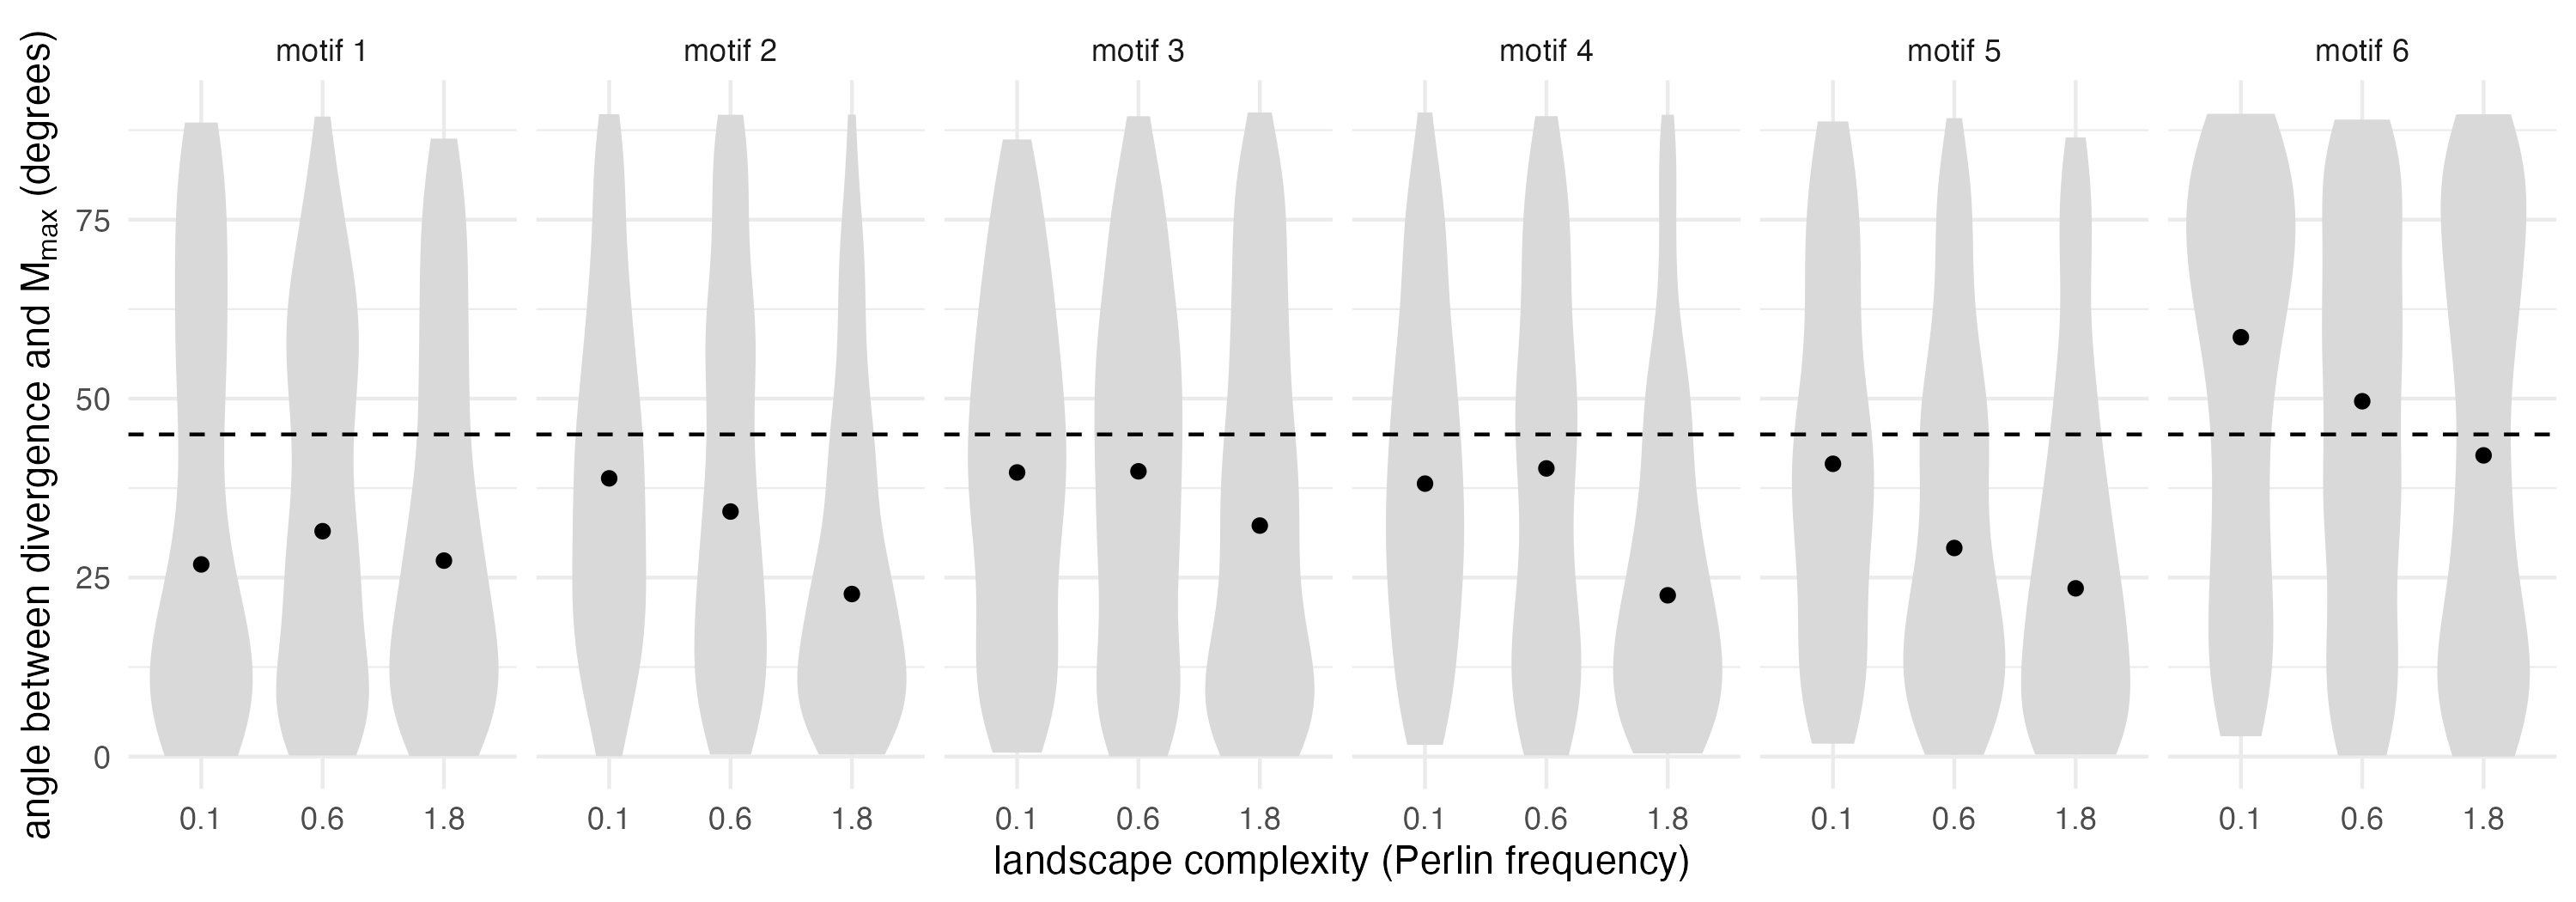 motif 1 motif 2 motif 3 motif 4 motif 5 motif 6
angle between divergence and Mmax (degrees)
75
50
25
0
0.1 0.6 1.8 0.1 0.6 1.8 0.1 0.6 1.8 0.1 0.6 1.8 0.1 0.6 1.8 0.1 0.6 1.8
landscape complexity (Perlin frequency)